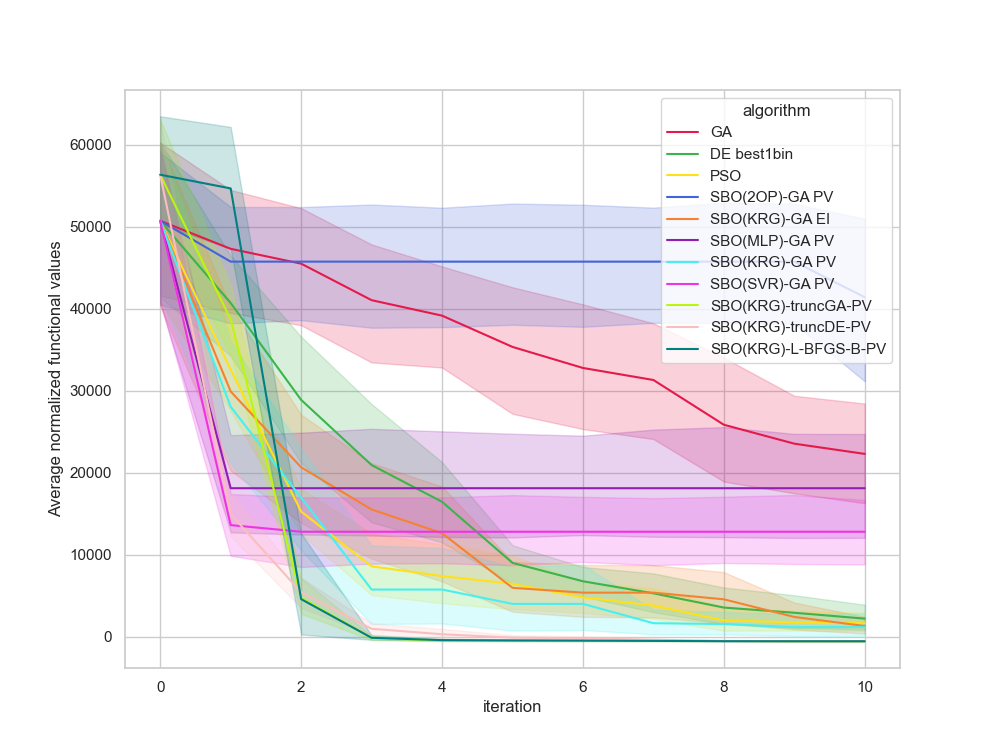 algorithm
GA
DE best1bin
PSO
SBO(2OP)-GA PV
SBO(KRG)-GA EI
SBO(MLP)-GA PV
SBO(KRG)-GA PV
SBO(SVR)-GA PV
SBO(KRG)-truncGA-PV
SBO(KRG)-truncDE-PV
SBO(KRG)-L-BFGS-B-PV
Average normalized functional values
60000
50000
40000
30000
20000
10000
0
0 2 4 6 8 10
iteration